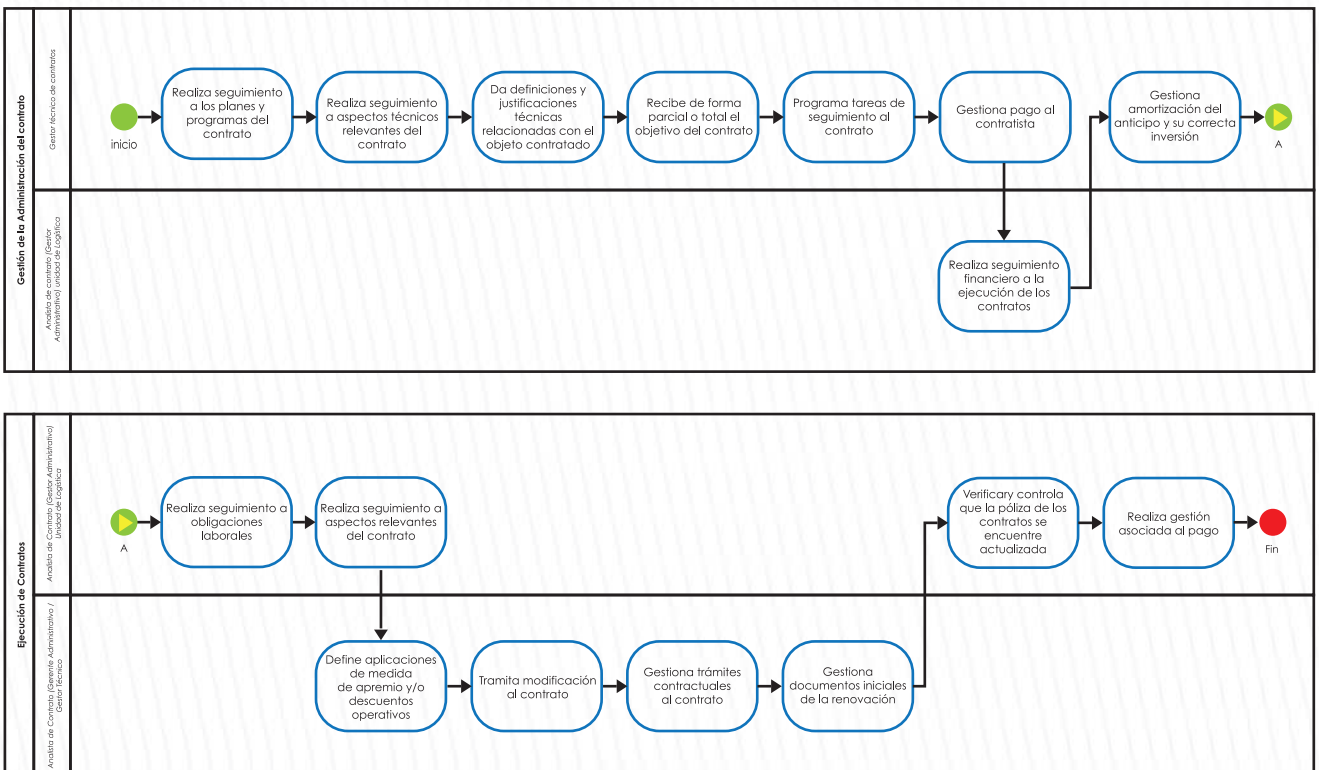 Gestión de la Administración del contrato
Gestor técnico de contratos
inicio
Realiza seguimiento
a los planes y
programas del
contrato
Realiza seguimiento
a aspectos técnicos
relevantes del
contrato
Da definiciones y
justificaciones
técnicas
relacionadas con el
objeto contratado
Recibe de forma
parcial o total el
objetivo del contrato
Programa tareas de
seguimiento al
contrato
Gestiona pago al
contratista
Gestiona
amortización del
anticipo y su correcta
inversión
A
Analista de contrato (Gestor
Administrativo) unidad de Logística
Realiza seguimiento
financiero a la
ejecución de los
contratos
Ejecución de Contratos
Analista de Contrato (Gestor Administrativo)
Unidad de Logística
A
Realiza seguimiento a
obligaciones
laborales
Realiza seguimiento a
aspectos relevantes
del contrato
Verificary controla
que la póliza de los
contratos se
encuentre
actualizada
Realiza gestión
asociada al pago
Fin
Analista de Contrato (Gerente Administrativa /
Gestor Técnico
Define aplicaciones
de medida
de apremio y/o
descuentos
operativos
Tramita modificación
al contrato
Gestiona trámites
contractuales
al contrato
Gestiona
documentos iniciales
de la renovación